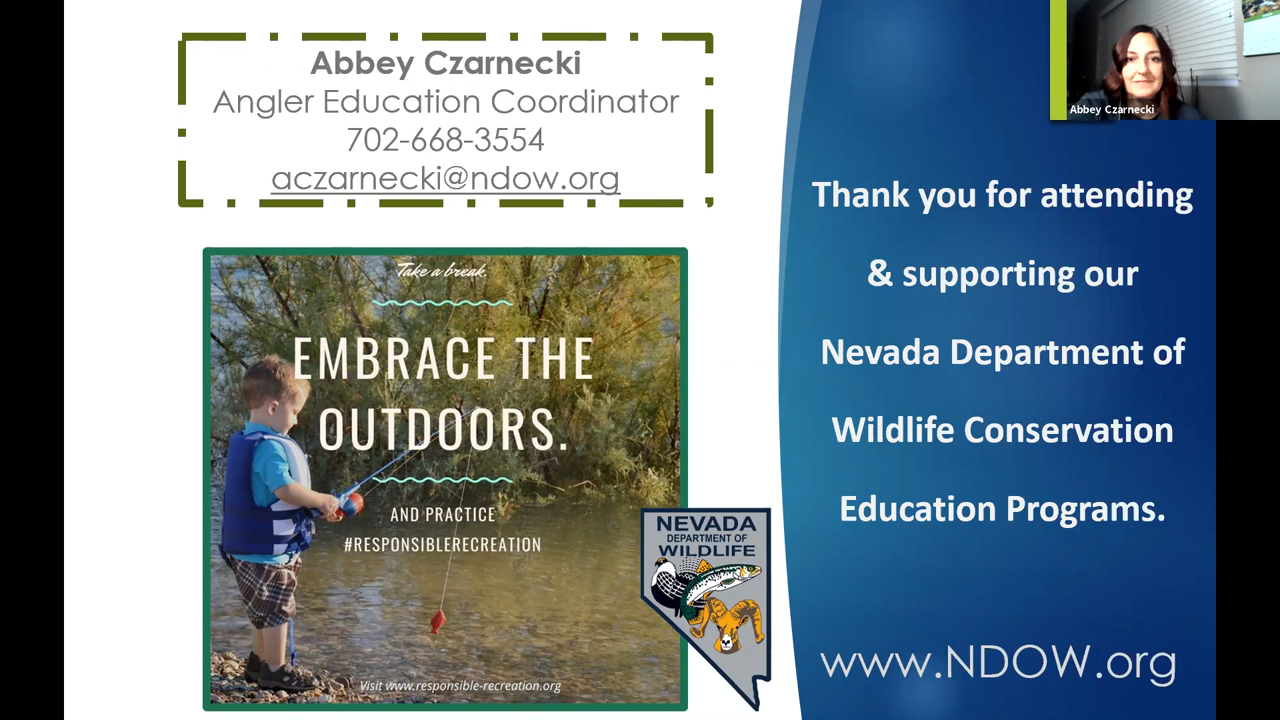 Abbey Czarnecki
Angler Education Coordinator
702-668-3554
aczarnecki@ndow.org
Take a break.
EMBRACE THE
OUTDOORS.
AND PRACTICE
#RESPONSIBLERECREATION
Visit www.responsible-recreation.org
NEVADA
DEPARTMENT OF
WILDLIFE
Abbey Czarnecki
Thank you for attending
& supporting our
Nevada Department of
Wildlife Conservation
Education Programs.
www.NDOW.org